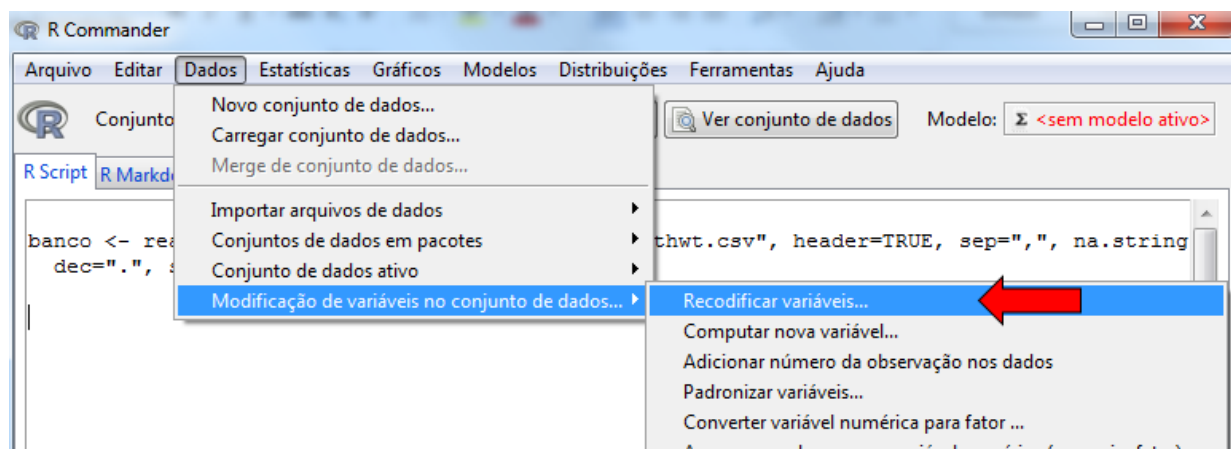 R Commander
Arquivo Editar Dados Estatísticas Gráficos Modelos Distribuições Ferramentas Ajuda
Conjunto
Ver conjunto de dados
Modelo: Σ <sem modelo ativo>
R Script R Markd
Novo conjunto de dados...
Carregar conjunto de dados...
Merge de conjunto de dados...
Importar arquivos de dados
Conjuntos de dados em pacotes
Conjunto de dados ativo
Modificação de variáveis no conjunto de dados...
banco <- rea
thwt.csv", header=TRUE, sep=",", na.string
dec=".", s
Recodificar variáveis...
Computar nova variável...
Adicionar número da observação nos dados
Padronizar variáveis...
Converter variável numérica para fator ...